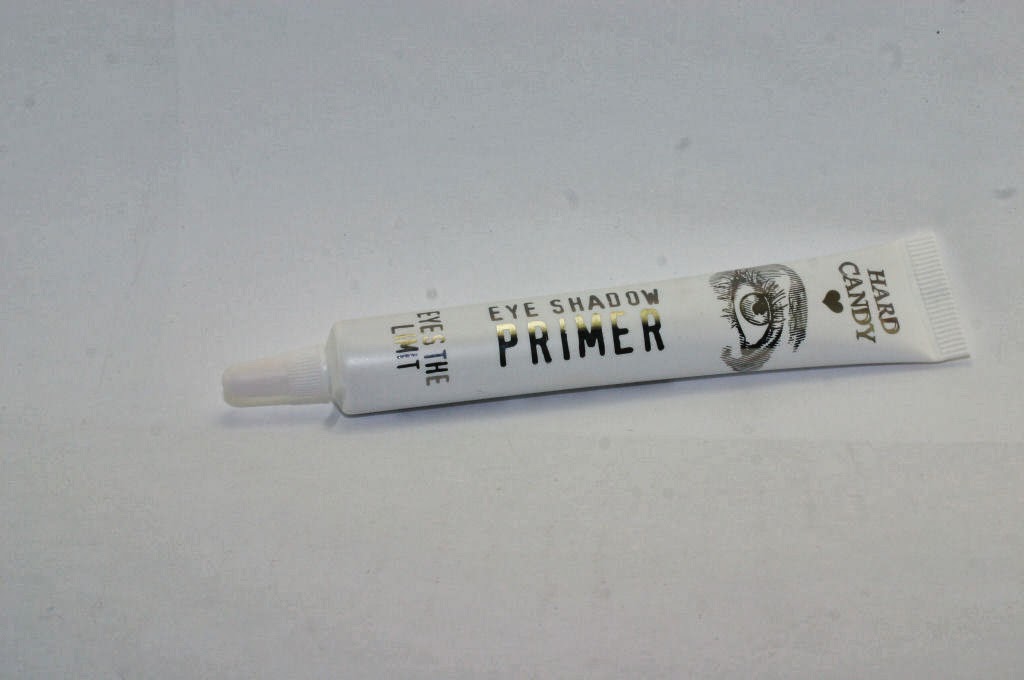 HARD
CANDY
EYE SHADOW
PRIMER
EYES THE
LIMIT